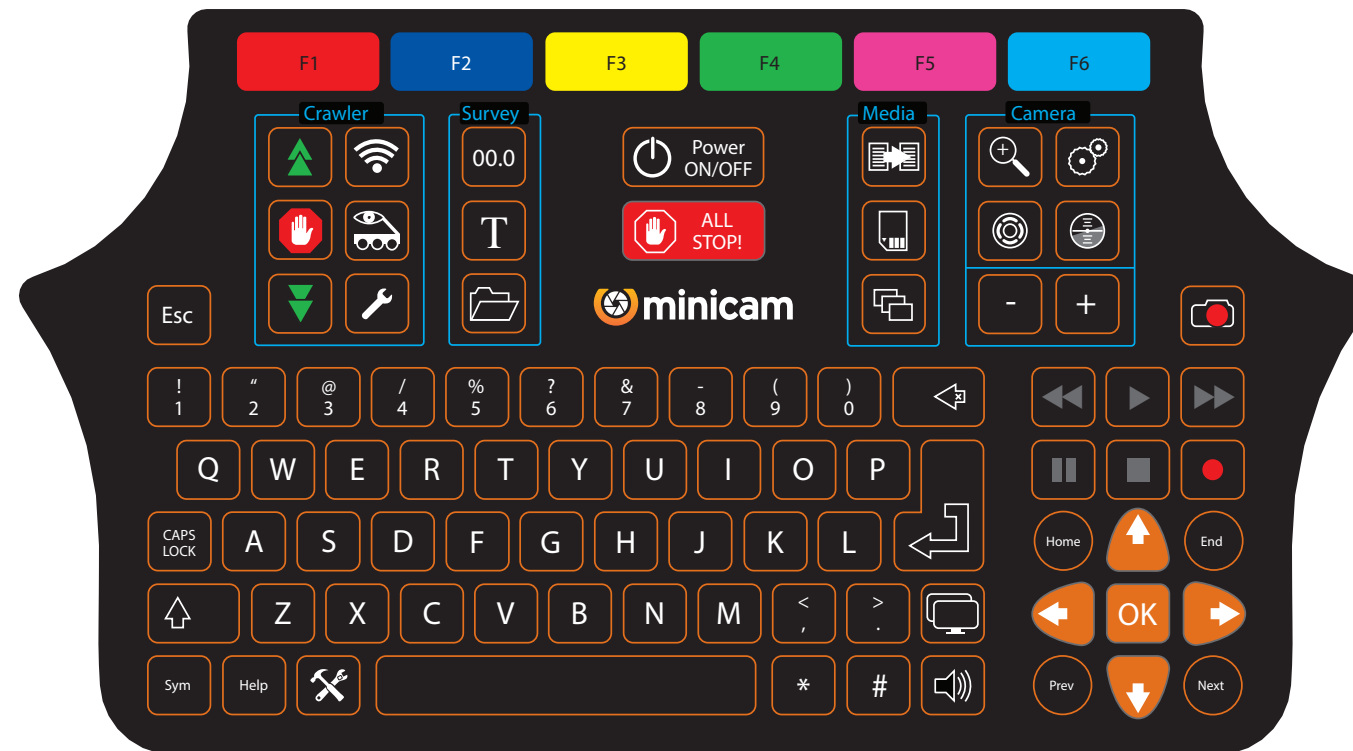 F1 F2 F3 F4 F5 F6
Crawler Survey Media Camera
00.0
Power
ON/OFF
T
ALL
STOP!
minicam
- +
Esc
! “ @ / % ? & - ( )
1 2 3 4 5 6 7 8 9 0
Q W E R T Y U I O P
CAPS
LOCK
A S D F G H J K L
Home End
Z X C V B N M < >
, .
OK
Sym Help * #
Prev Next